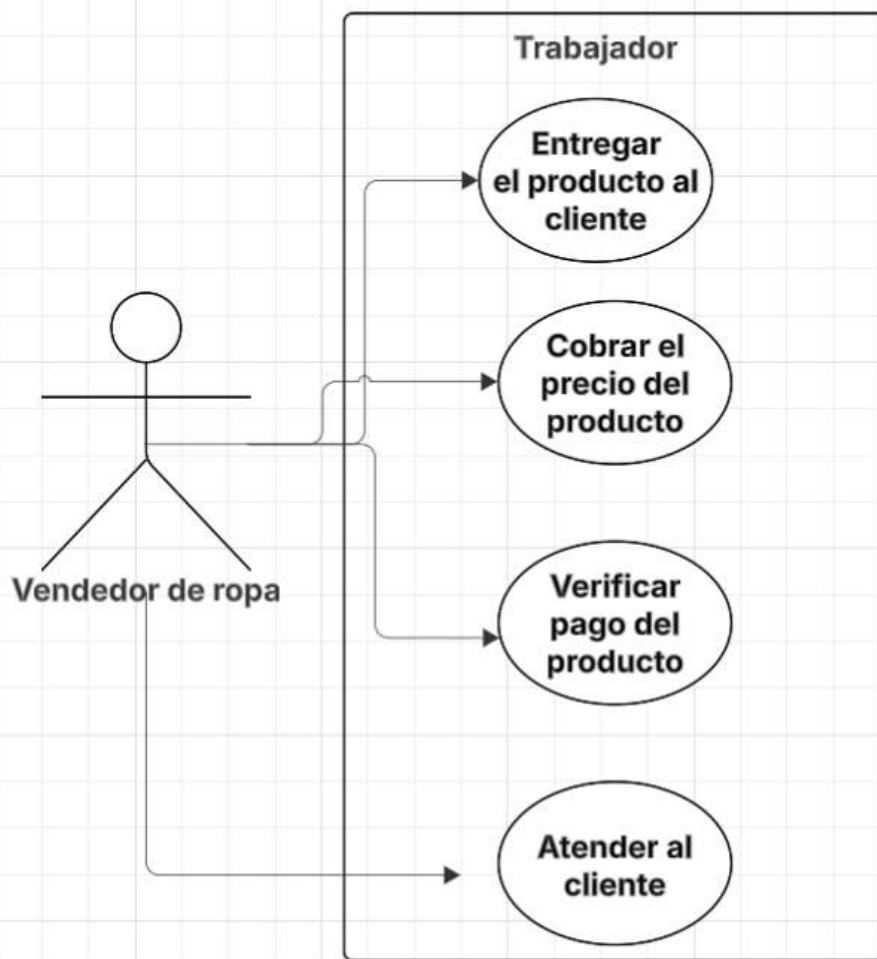 Trabajador
Entregar
el producto al
cliente
Cobrar el
precio del
producto
Vendedor de ropa
Verificar
pago del
producto
Atender al
cliente